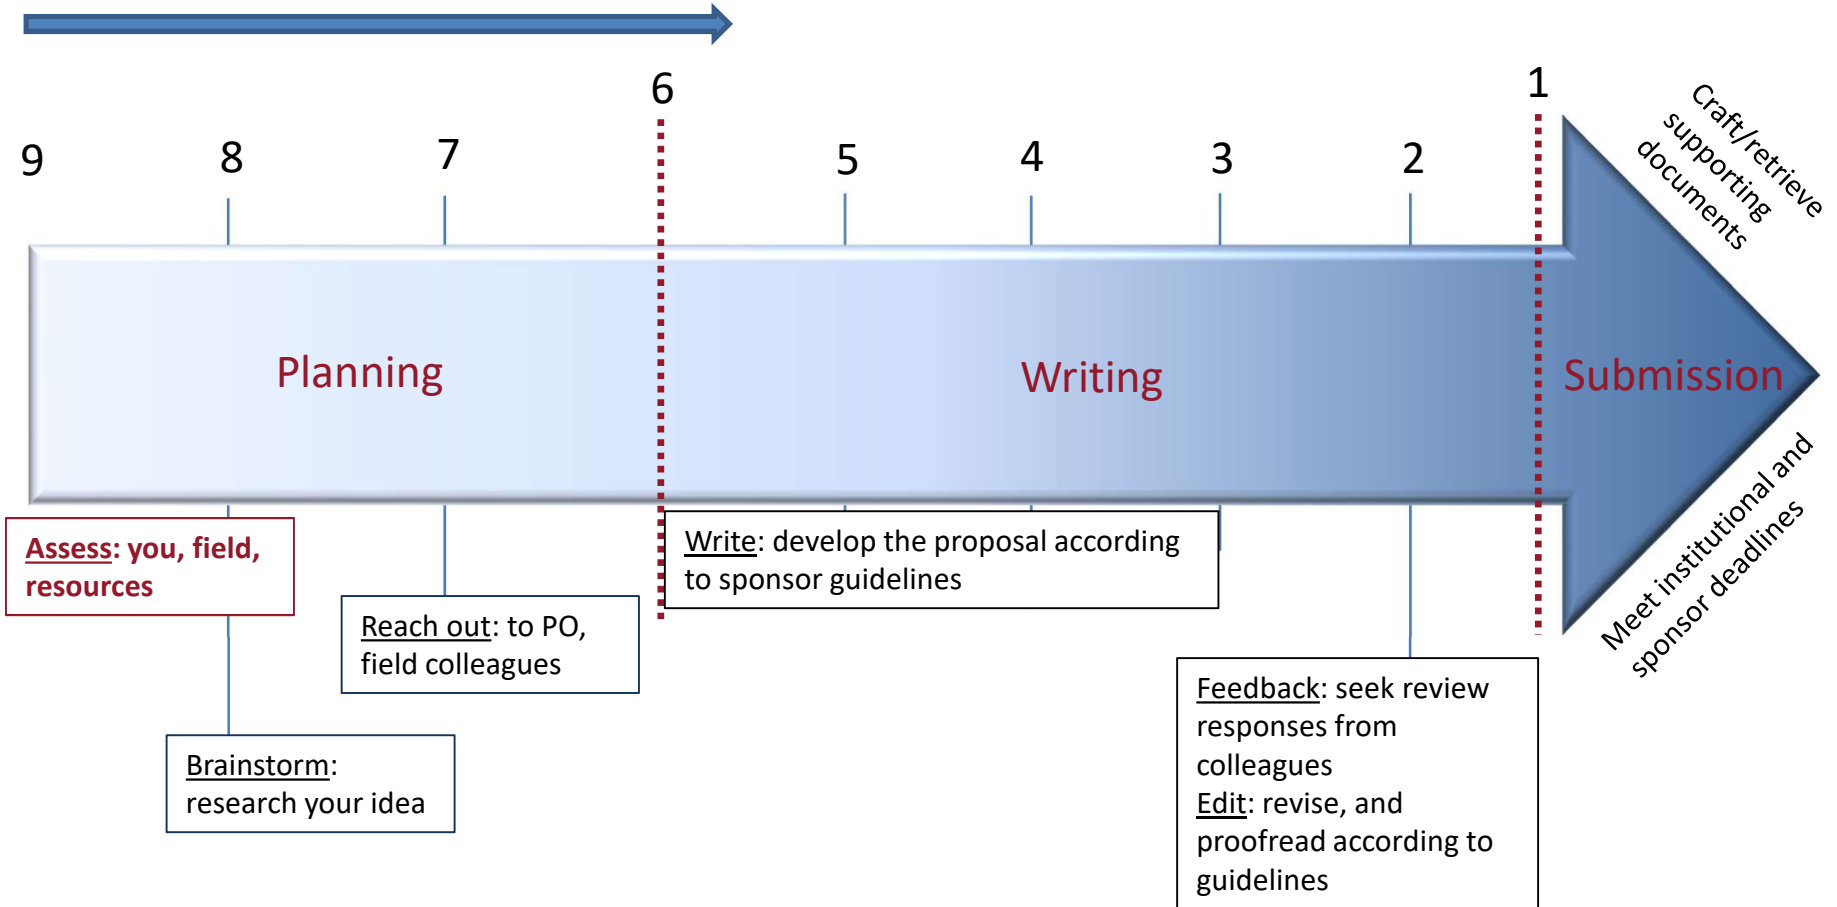 6
1
9
8
7
5
4
3
2
Craft/retrieve
supporting
documents
Planning
Writing
Submission
Meet institutional and
sponsor deadlines
Assess: you, field,
resources
Write: develop the proposal according
to sponsor guidelines
Reach out: to PO,
field colleagues
Brainstorm:
research your idea
Feedback: seek review
responses from
colleagues
Edit: revise, and
proofread according to
guidelines